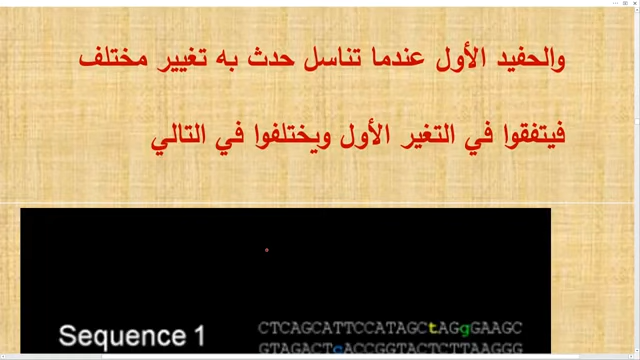 والحفيد الأول عندما تناسل حدث به تغيير مختلف
فيتفقوا في التغير الأول ويختلفوا في التالي
CTCAGCATTCCATAGCtAGgGAAGC
Sequence 1
GTAGACTcACCGGTACTCTTAAGGG